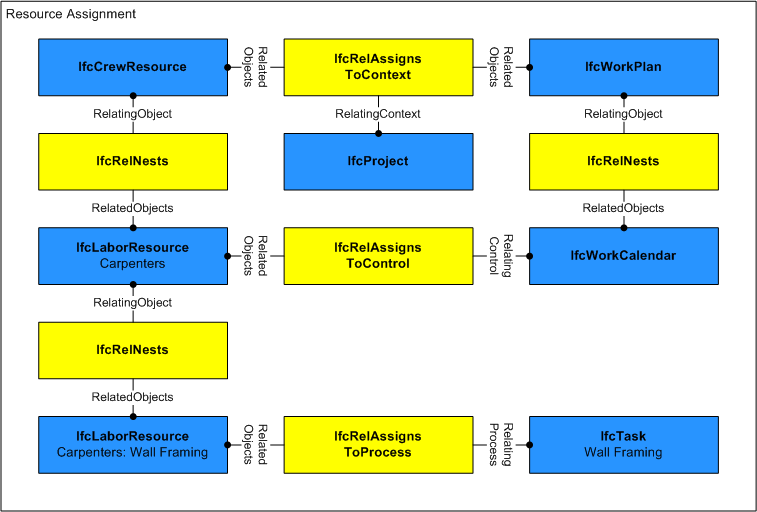 Resource Assignment
IfcCrewResource
Related
Objects
IfcRelAssigns
ToContext
Related
Objects
IfcWorkPlan
RelatingObject
RelatingContext
RelatingObject
IfcRelNests
IfcProject
IfcRelNests
RelatedObjects
RelatedObjects
IfcLaborResource
Carpenters
Related
Objects
IfcRelAssigns
ToControl
Relating
Control
IfcWorkCalendar
RelatingObject
IfcRelNests
RelatedObjects
IfcLaborResource
Carpenters: Wall Framing
Related
Objects
IfcRelAssigns
ToProcess
Relating
Process
IfcTask
Wall Framing